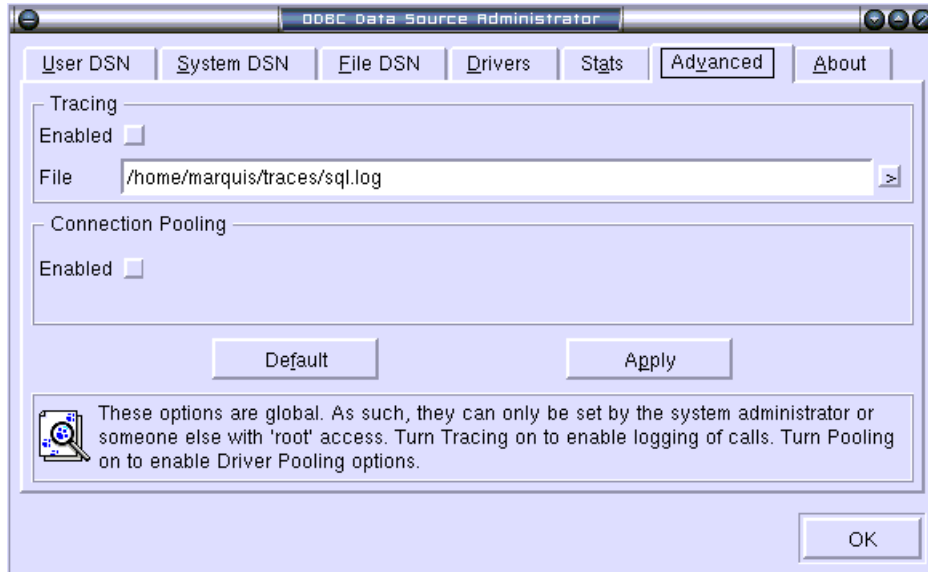 ODBC Data Source Administrator
User DSN System DSN File DSN Drivers Stats Advanced About
Tracing
Enabled
File /home/marquis/traces/sql.log >
Connection Pooling
Enabled
Default Apply
These options are global. As such, they can only be set by the system administrator or
someone else with 'root' access. Turn Tracing on to enable logging of calls. Turn Pooling
on to enable Driver Pooling options.
OK